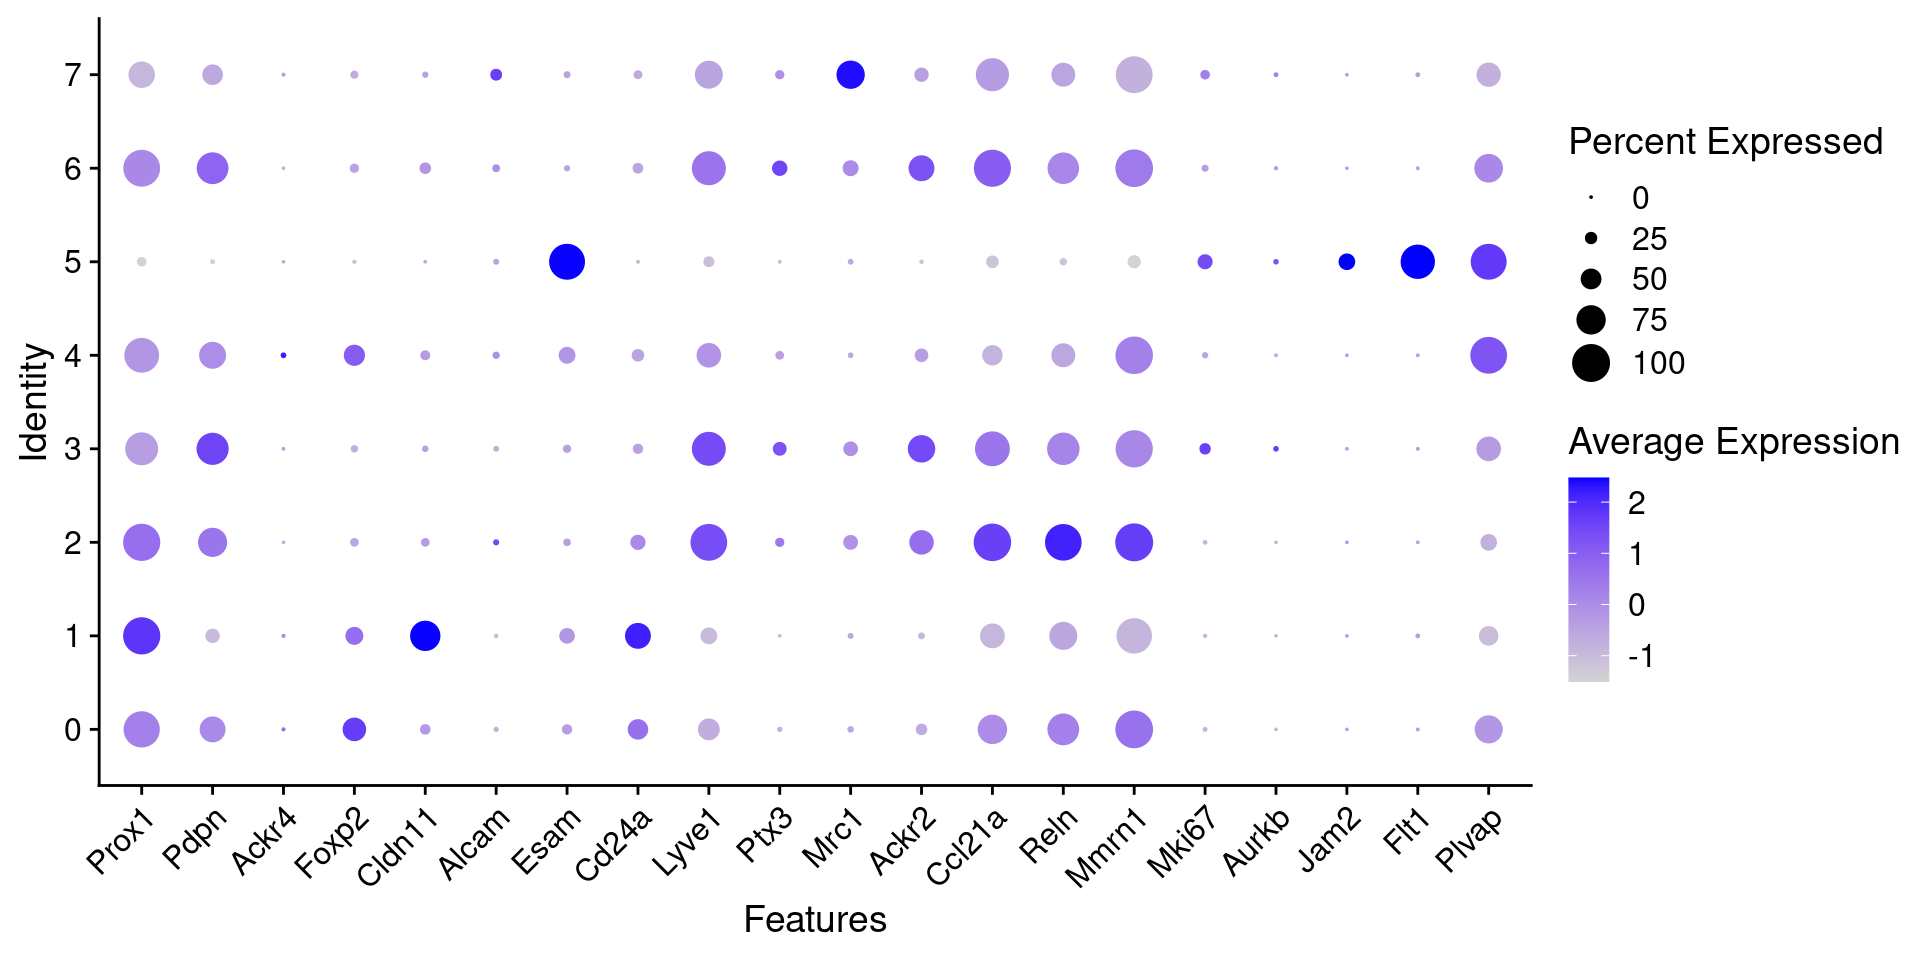 Identity
7
6
5
4
3
2
1
0
Prox1
Pdpn
Ackr4
Foxp2
Cldn11
Alcam
Esam
Cd24a
Lyve1
Ptx3
Mrc1
Ackr2
Ccl21a
Reln
Mmrn1
Mki67
Aurkb
Jam2
Flt1
Plvap
Features
Percent Expressed
0
25
50
75
100
Average Expression
2
1
0
-1